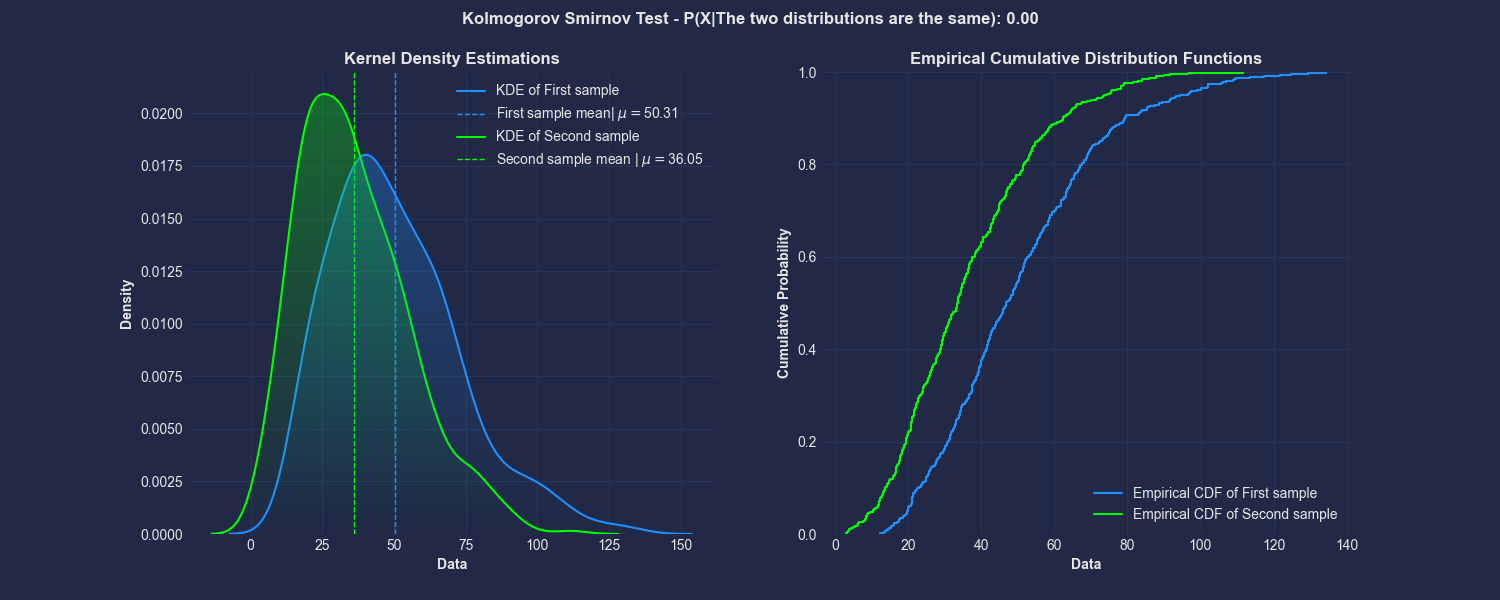 Kolmogorov Smirnov Test - P(X|The two distributions are the same): 0.00
Kernel Density Estimations
KDE of First sample
First sample mean| μ = 50.31
KDE of Second sample
Second sample mean | μ = 36.05
0.0200
0.0175
0.0150
0.0125
0.0100
0.0075
0.0050
0.0025
0.0000
Density
0 25 50 75 100 125 150
Data
Empirical Cumulative Distribution Functions
1.0
0.8
0.6
0.4
0.2
0.0
Cumulative Probability
Empirical CDF of First sample
Empirical CDF of Second sample
0 20 40 60 80 100 120 140
Data